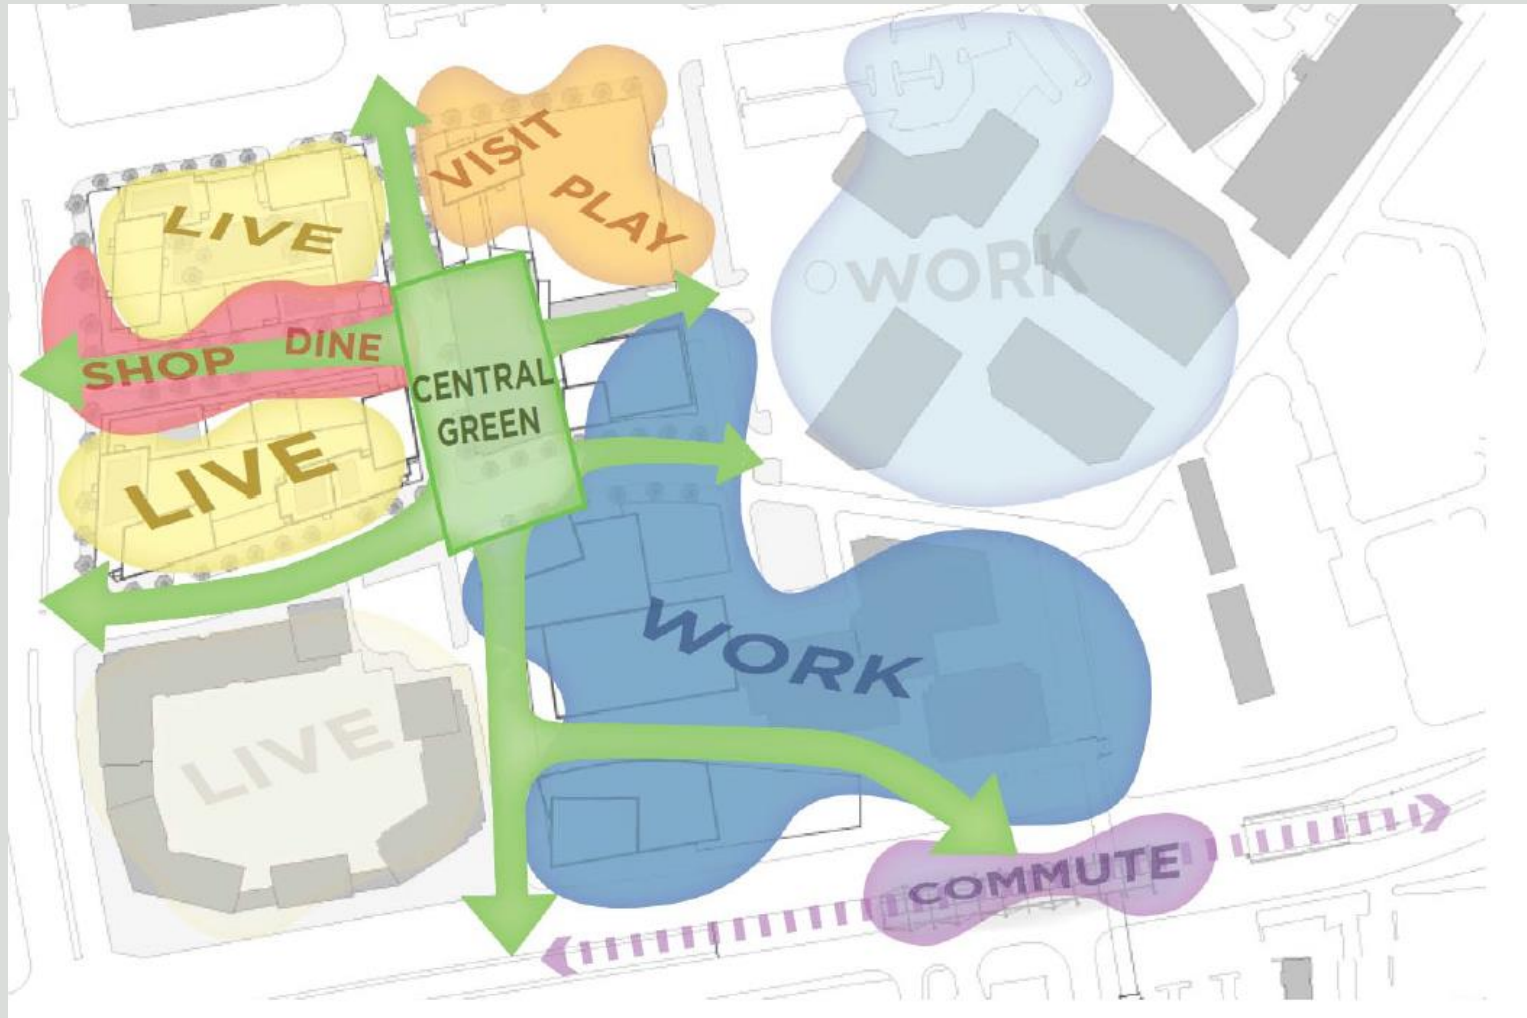 VISIT
PLAY
LIVE
WORK
SHOP
DINE
CENTRAL
GREEN
LIVE
WORK
LIVE
COMMUTE